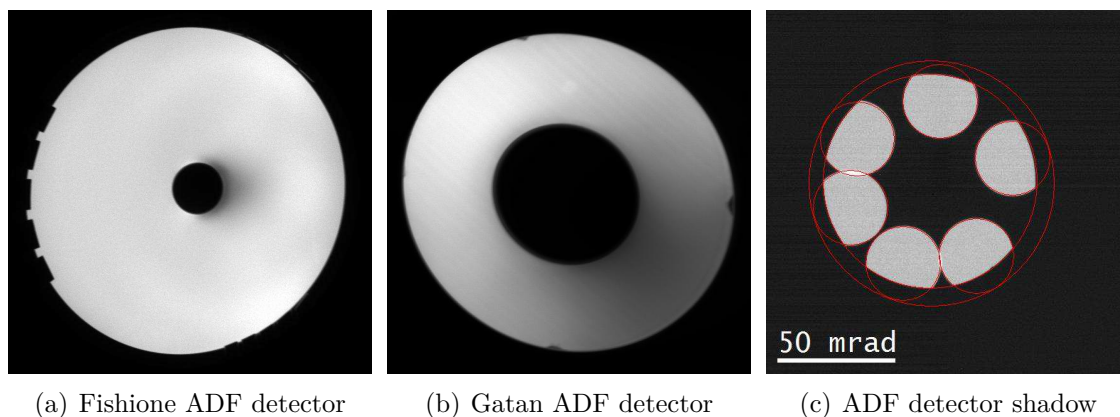 50 mrad
(a) Fishione ADF detector
(b) Gatan ADF detector
(c) ADF detector shadow